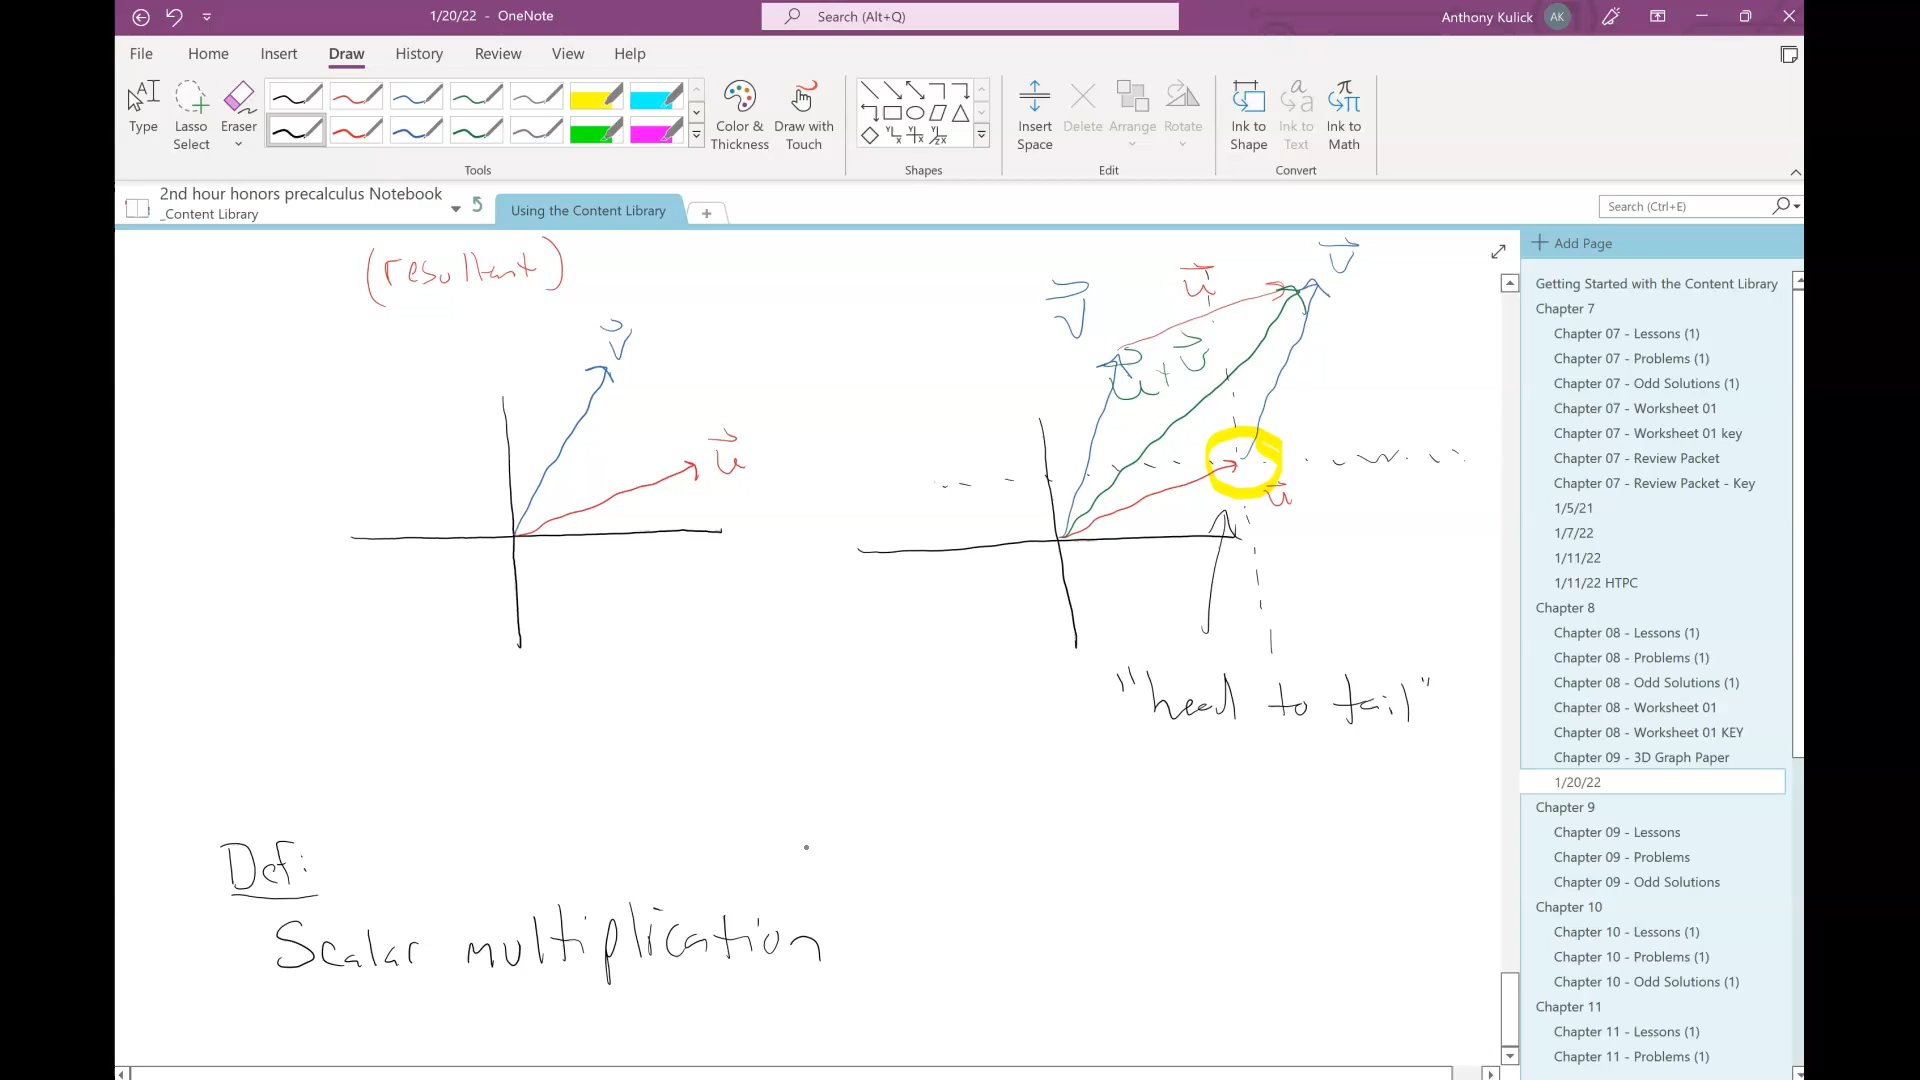 1/20/22 - OneNote
Search (Alt+Q)
Anthony Kulick
AK
File Home Insert Draw History Review View Help
Type
Lasso Select
Eraser
Color & Thickness
Draw with Touch
Insert Space
Delete
Arrange
Rotate
Ink to Shape
Ink to Text
Ink to Math
Tools
Shapes
Edit
Convert
2nd hour honors precalculus Notebook
_Content Library
Using the Content Library
Search (Ctrl+E)
(resultant)
v
u
v
u
v
u + v
u
"head to tail"
Def:
Scalar multiplication
Add Page
Getting Started with the Content Library
Chapter 7
Chapter 07 - Lessons (1)
Chapter 07 - Problems (1)
Chapter 07 - Odd Solutions (1)
Chapter 07 - Worksheet 01
Chapter 07 - Worksheet 01 key
Chapter 07 - Review Packet
Chapter 07 - Review Packet - Key
1/5/21
1/7/22
1/11/22
1/11/22 HTPC
Chapter 8
Chapter 08 - Lessons (1)
Chapter 08 - Problems (1)
Chapter 08 - Odd Solutions (1)
Chapter 08 - Worksheet 01
Chapter 08 - Worksheet 01 KEY
Chapter 09 - 3D Graph Paper
1/20/22
Chapter 9
Chapter 09 - Lessons
Chapter 09 - Problems
Chapter 09 - Odd Solutions
Chapter 10
Chapter 10 - Lessons (1)
Chapter 10 - Problems (1)
Chapter 10 - Odd Solutions (1)
Chapter 11
Chapter 11 - Lessons (1)
Chapter 11 - Problems (1)